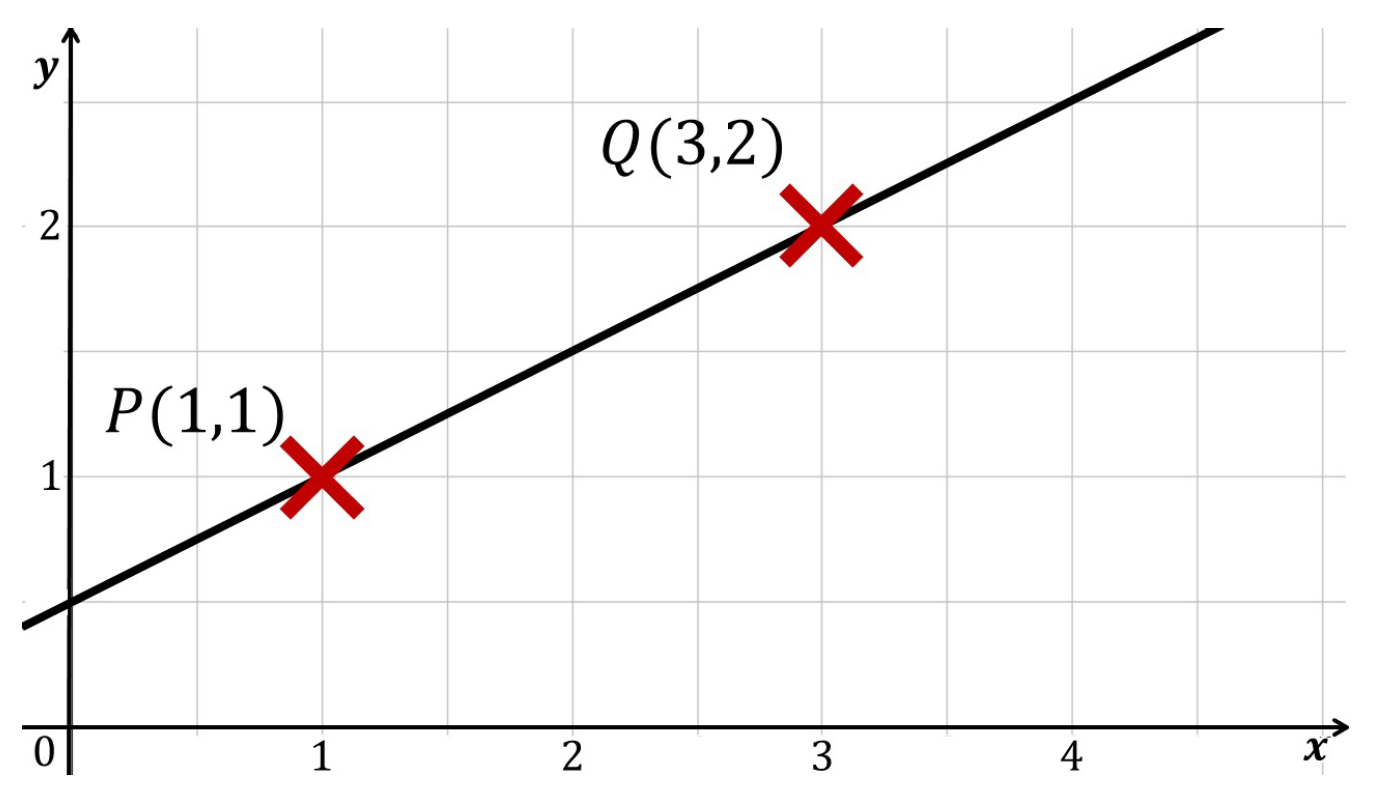 y
Q(3,2)
2
P(1,1)
1
0 1 2 3 4 x